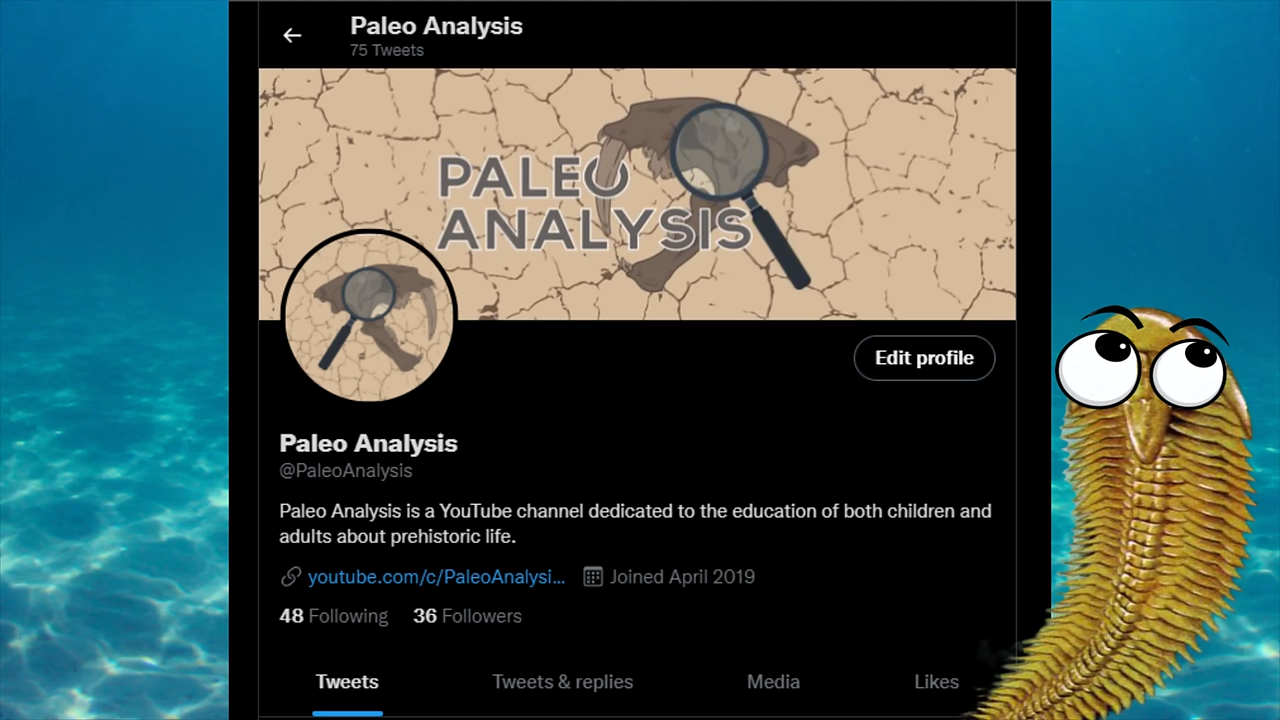 Paleo Analysis
75 Tweets
PALEO
ANALYSIS
Edit profile
Paleo Analysis
@PaleoAnalysis
Paleo Analysis is a YouTube channel dedicated to the education of both children and
adults about prehistoric life.
youtube.com/c/PaleoAnalysi... Joined April 2019
48 Following 36 Followers
Tweets Tweets & replies Media Likes